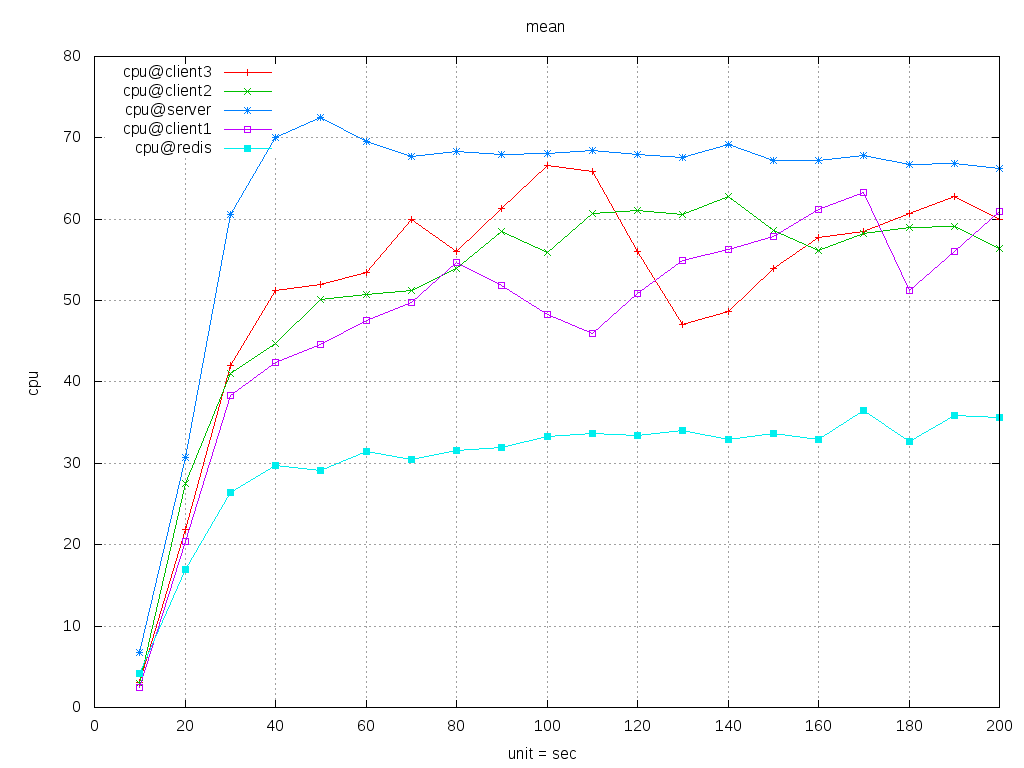 mean
80
70
60
50
40
30
20
10
0
cpu@client3
cpu@client2
cpu@server
cpu@client1
cpu@redis
cpu
0 20 40 60 80 100 120 140 160 180 200
unit = sec